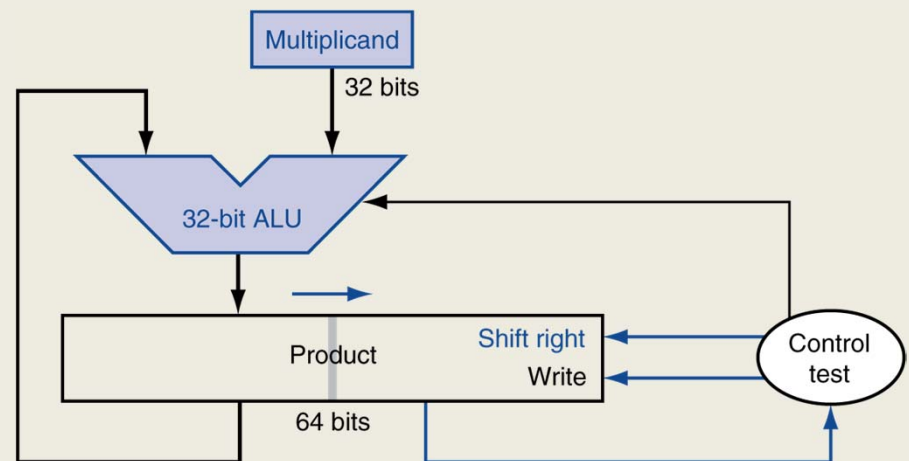 Multiplicand
32 bits
32-bit ALU
Product
Shift right
Write
64 bits
Control
test